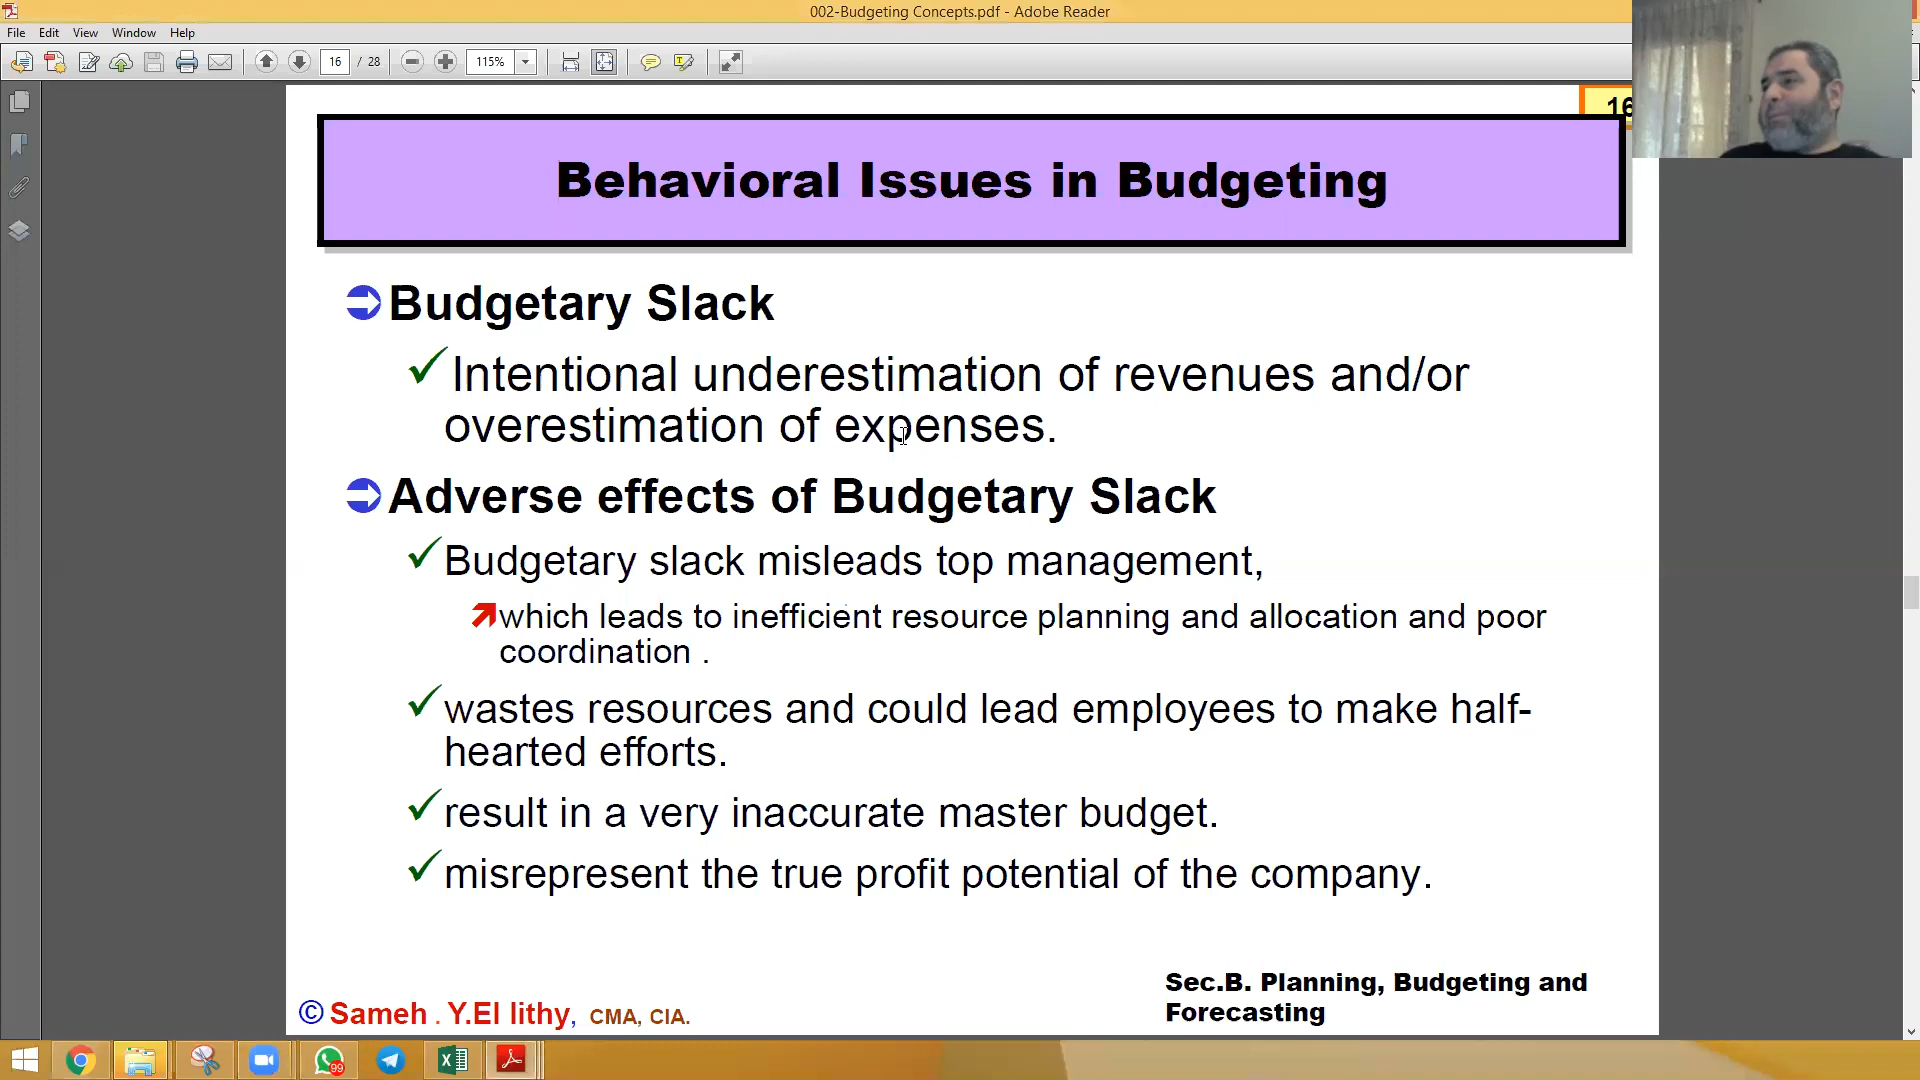 002-Budgeting Concepts.pdf - Adobe Reader
File Edit View Window Help
16 / 28 115%
16
Behavioral Issues in Budgeting
Budgetary Slack
Intentional underestimation of revenues and/or
overestimation of expenses.
Adverse effects of Budgetary Slack
Budgetary slack misleads top management,
which leads to inefficient resource planning and allocation and poor
coordination .
wastes resources and could lead employees to make half-
hearted efforts.
result in a very inaccurate master budget.
misrepresent the true profit potential of the company.
Sec.B. Planning, Budgeting and
Forecasting
© Sameh . Y.El lithy, CMA, CIA.
99